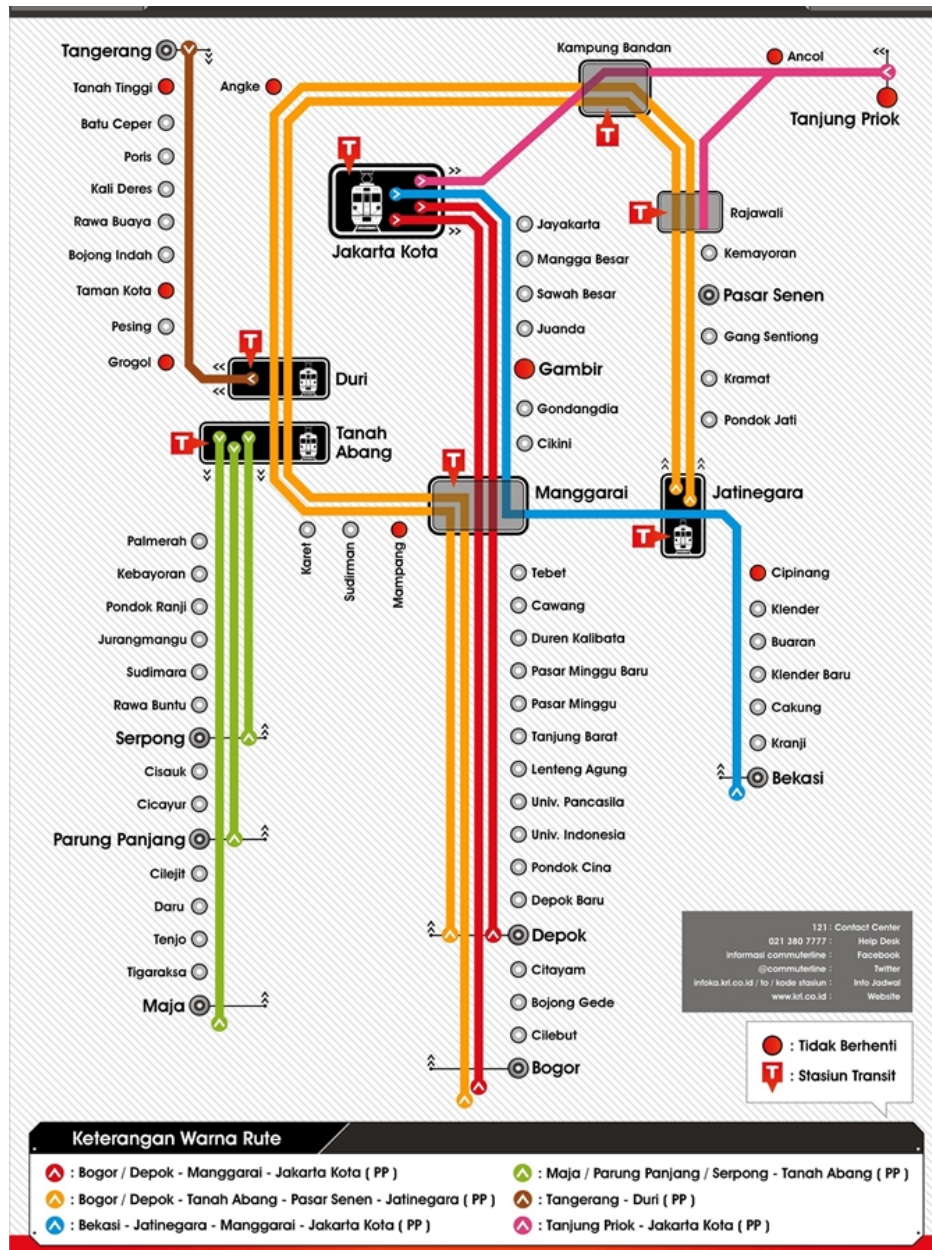 Tangerang
Tanah Tinggi
Batu Ceper
Poris
Kali Deres
Rawa Buaya
Bojong Indah
Taman Kota
Pesing
Grogol
Angke
Kampung Bandan
T
Ancol
Tanjung Priok
T
Jakarta Kota
T
Rajawali
Jayakarta
Mangga Besar
Sawah Besar
Juanda
Gambir
Gondangdia
Cikini
Kemayoran
Pasar Senen
Gang Sentiong
Kramat
Pondok Jati
T
Duri
T
Tanah
Abang
T
Manggarai
T
Jatinegara
Karet
Sudirman
Mampang
Palmerah
Kebayoran
Pondok Ranji
Jurangmangu
Sudimara
Rawa Buntu
Serpong
Cisauk
Cicayur
Parung Panjang
Cilejit
Daru
Tenjo
Tigaraksa
Maja
Tebet
Cawang
Duren Kalibata
Pasar Minggu Baru
Pasar Minggu
Tanjung Barat
Lenteng Agung
Univ. Pancasila
Univ. Indonesia
Pondok Cina
Depok Baru
Depok
Citayam
Bojong Gede
Cilebut
Bogor
Cipinang
Klender
Buaran
Klender Baru
Cakung
Kranji
Bekasi
121 : Contact Center
021 380 7777 : Help Desk
informasi commuterline : Facebook
@commuterline : Twitter
infoka.krl.co.id / to / kode stasiun : Info Jadwal
www.krl.co.id : Website
: Tidak Berhenti
T : Stasiun Transit
Keterangan Warna Rute
: Bogor / Depok - Manggarai - Jakarta Kota ( PP )
: Bogor / Depok - Tanah Abang - Pasar Senen - Jatinegara ( PP )
: Bekasi - Jatinegara - Manggarai - Jakarta Kota ( PP )
: Maja / Parung Panjang / Serpong - Tanah Abang ( PP )
: Tangerang - Duri ( PP )
: Tanjung Priok - Jakarta Kota ( PP )